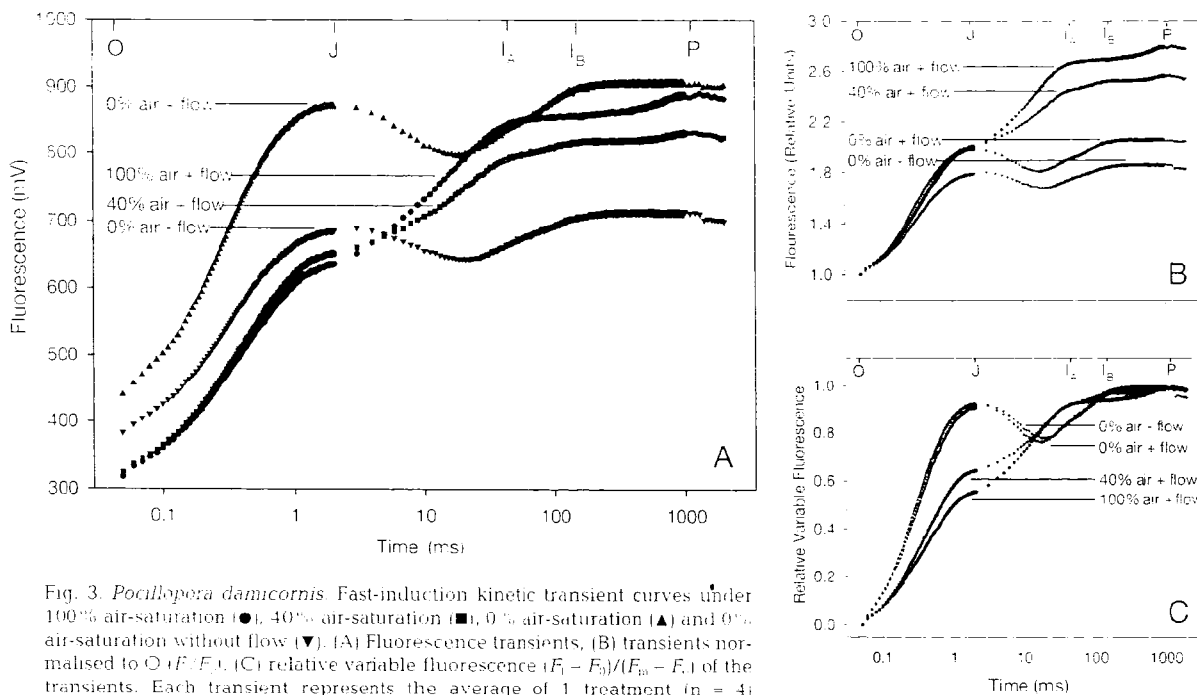 1000
900
800
700
600
500
400
300
Fluorescence (mV)
O
J
I_A
I_B
P
0% air + flow
100% air + flow
40% air + flow
0% air - flow
A
0.1
1
10
100
1000
Time (ms)
3.0
2.6
2.2
1.8
1.4
1.0
Flourescence (Relative Units)
O
J
I_A
I_B
P
100% air + flow
40% air + flow
0% air + flow
0% air - flow
B
1.0
0.8
0.6
0.4
0.2
0.0
Relative Variable Fluorescence
O
J
I_A
I_B
P
0% air - flow
0% air + flow
40% air + flow
100% air + flow
C
0.1
1
10
100
1000
Time (ms)
Fig. 3. Pocillopora damicornis. Fast-induction kinetic transient curves under
100% air-saturation (●), 40% air-saturation (■), 0% air-saturation (▲) and 0%
air-saturation without flow (▼). (A) Fluorescence transients, (B) transients nor-
malised to O, (C) relative variable fluorescence of the
transients. Each transient represents the average of 1 treatment (n = 4)